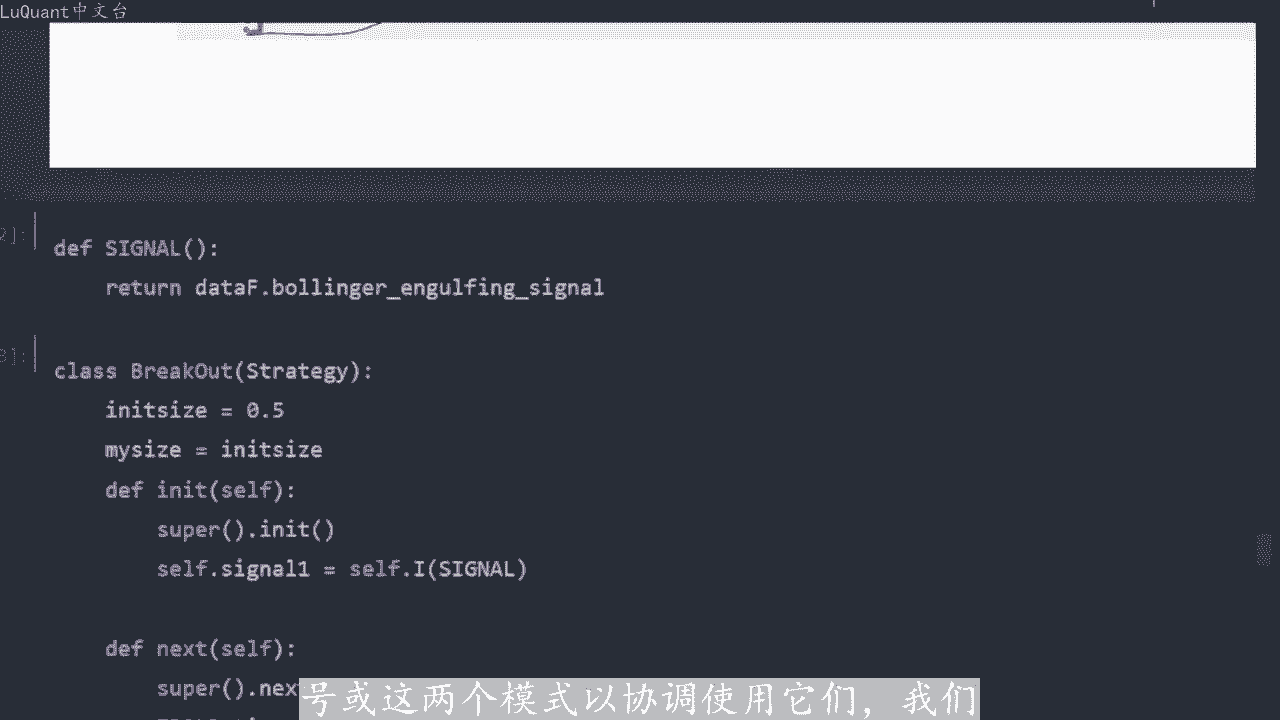 LuQuant中文台
2]:
def SIGNAL():
    return dataF.bollinger_engulfing_signal
3]:
class BreakOut(Strategy):
    initsize = 0.5
    mysize = initsize
    def init(self):
        super().init()
        self.signal1 = self.I(SIGNAL)
    def next(self):
        super().nex
号或这两个模式以协调使用它们，我们